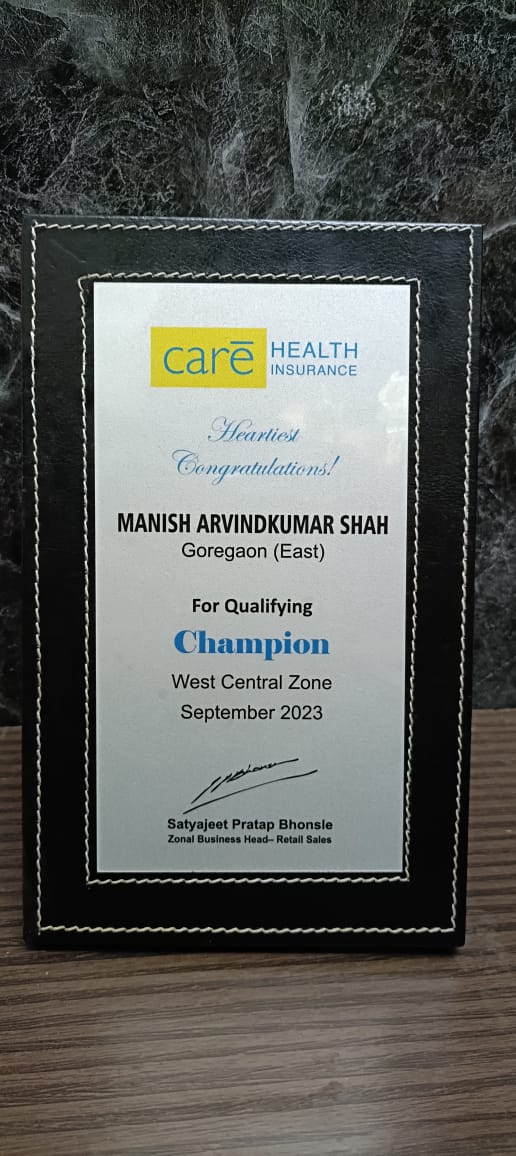 carē HEALTH
INSURANCE
Heartiest
Congratulations!
MANISH ARVINDKUMAR SHAH
Goregaon (East)
For Qualifying
Champion
West Central Zone
September 2023
Satyajeet Pratap Bhonsle
Zonal Business Head– Retail Sales